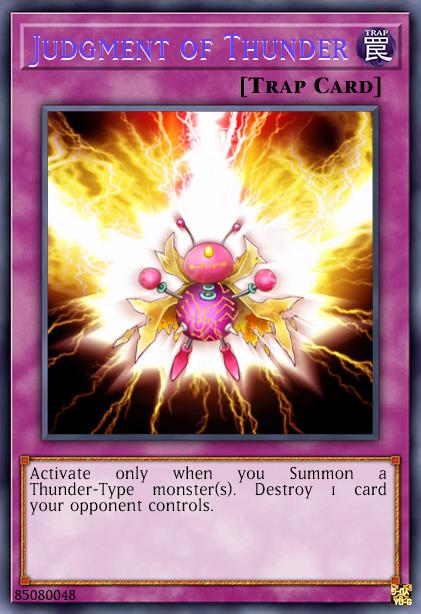 Judgment of Thunder
TRAP
罠
[Trap Card]
Activate only when you Summon a
Thunder-Type monster(s). Destroy 1 card
your opponent controls.
85080048